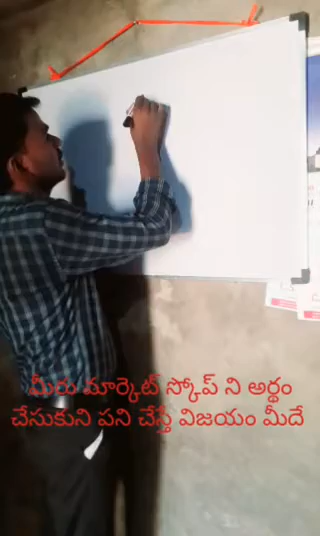 మీరు మార్కెట్ స్కోప్ ని అర్థం
చేసుకుని పని చేస్తే విజయం మీదే